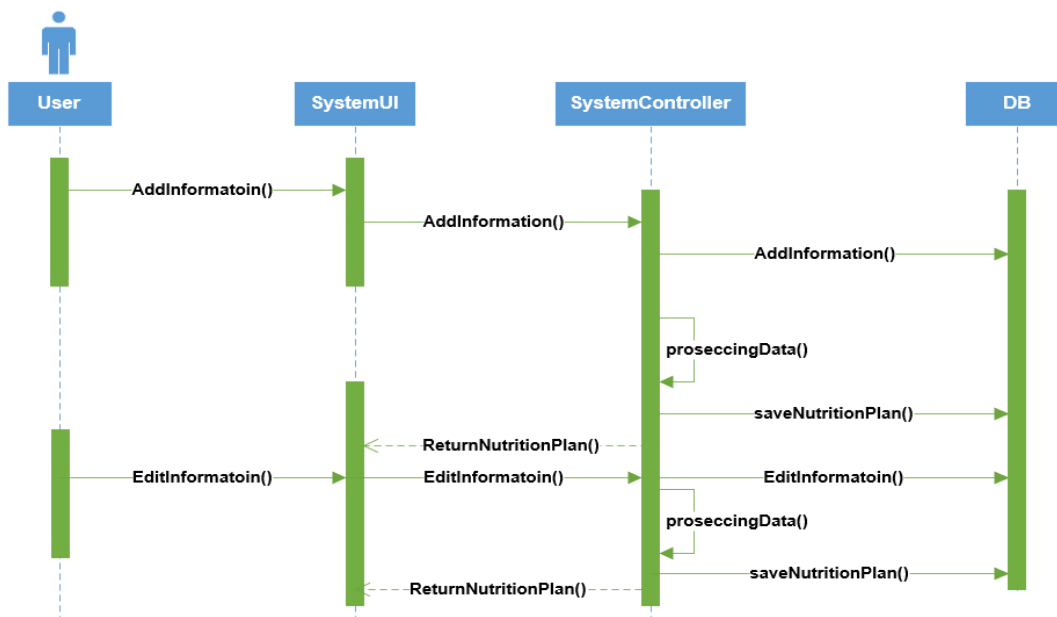 User
SystemUI
SystemController
DB
AddInformatoin()
AddInformation()
AddInformation()
proseccingData()
saveNutritionPlan()
ReturnNutritionPlan()
EditInformatoin()
EditInformatoin()
EditInformatoin()
proseccingData()
saveNutritionPlan()
ReturnNutritionPlan()